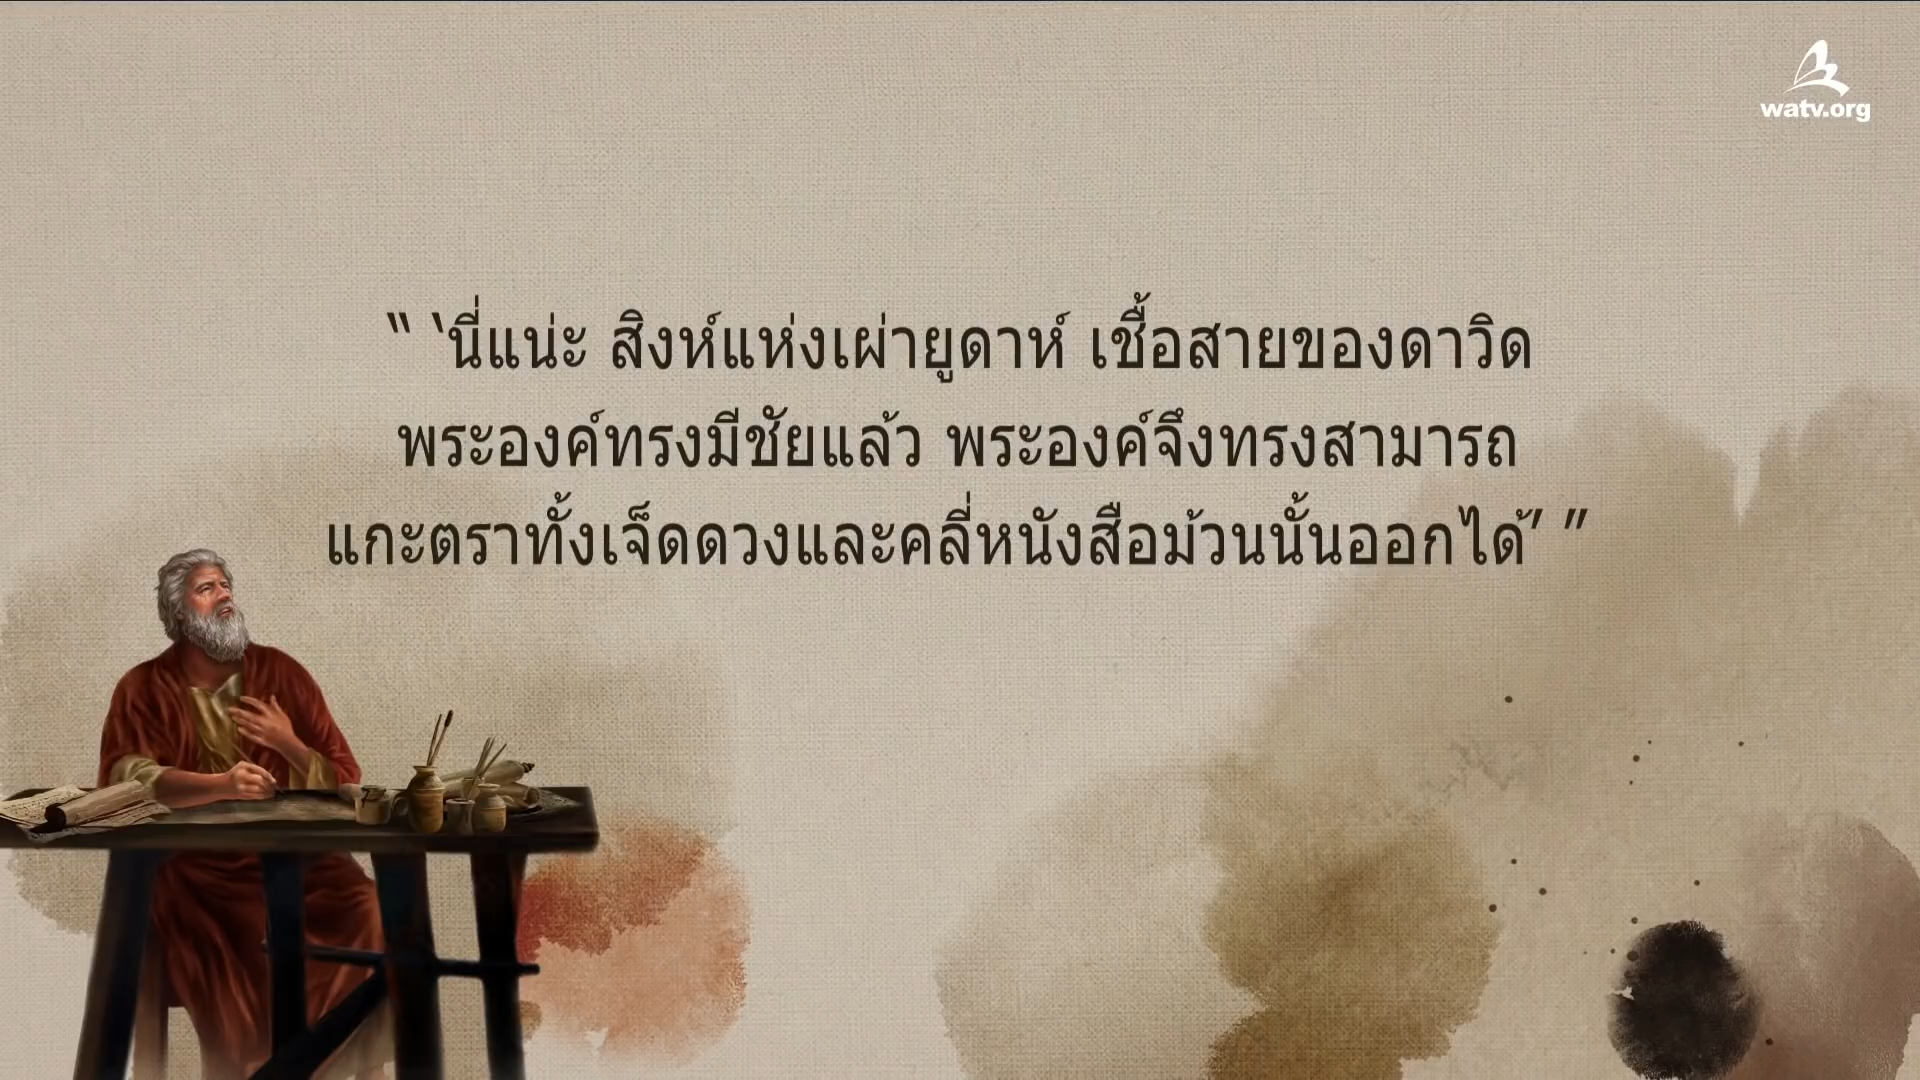 watv.org
“ ‘นี่แน่ะ สิงห์แห่งเผ่ายูดาห์ เชื้อสายของดาวิด
พระองค์ทรงมีชัยแล้ว พระองค์จึงทรงสามารถ
แกะตราทั้งเจ็ดดวงและคลี่หนังสือม้วนนั้นออกได้’ ”